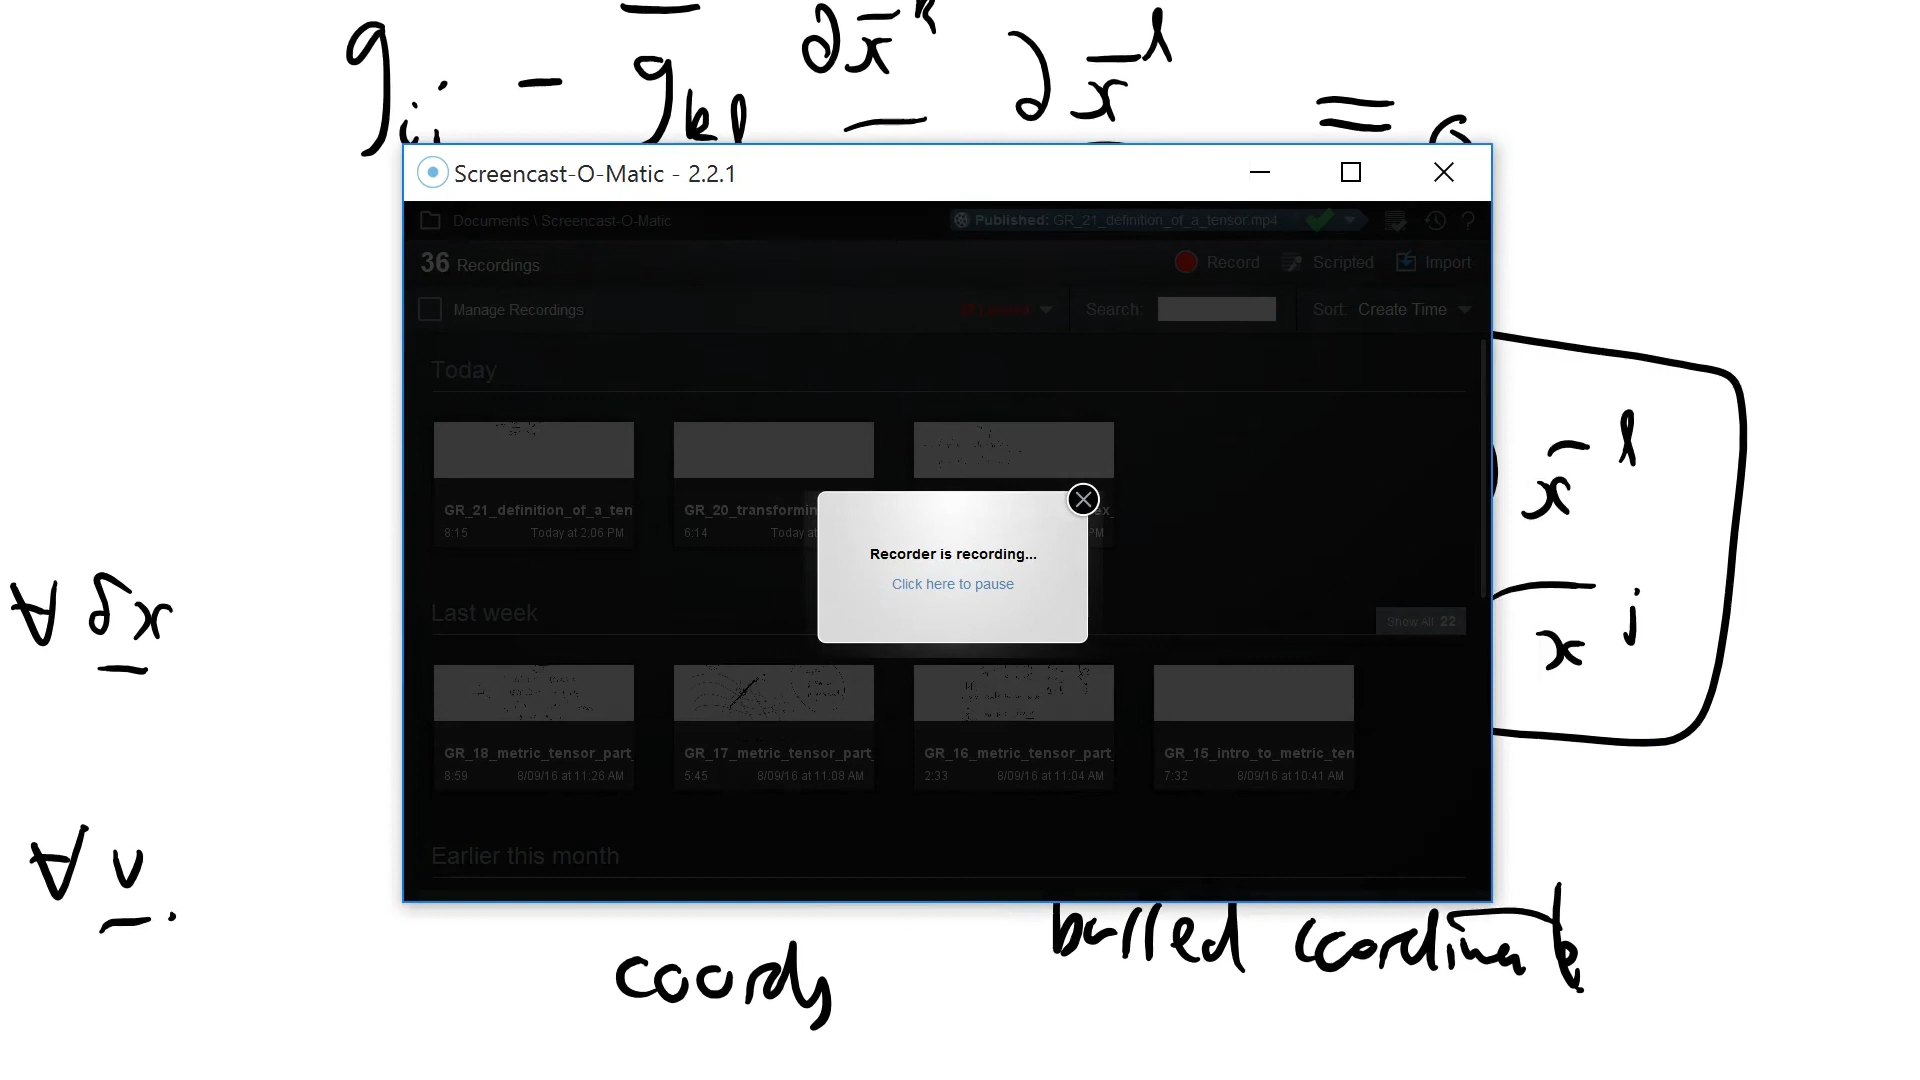 g_ij - g̅_kl ∂x̅^k ∂x̅^l = 0
Screencast-O-Matic - 2.2.1
Documents \ Screencast-O-Matic
Published: GR_21_definition_of_a_tensor.mp4
?
36 Recordings
Record
Scripted
Import
Manage Recordings
Search:
Sort: Create Time
Today
GR_21_definition_of_a_ten
8:15 Today at 2:06 PM
GR_20_transformin
6:14 Today at
Recorder is recording...
Click here to pause
Last week
Show All 22
GR_18_metric_tensor_part_
8:59 8/09/16 at 11:26 AM
GR_17_metric_tensor_part_
5:45 8/09/16 at 11:08 AM
GR_16_metric_tensor_part_
2:33 8/09/16 at 11:04 AM
GR_15_intro_to_metric_ten
7:32 8/09/16 at 10:41 AM
Earlier this month
x̅^l
x^j
∀ δx
∀ v.
coords
barred coordinate